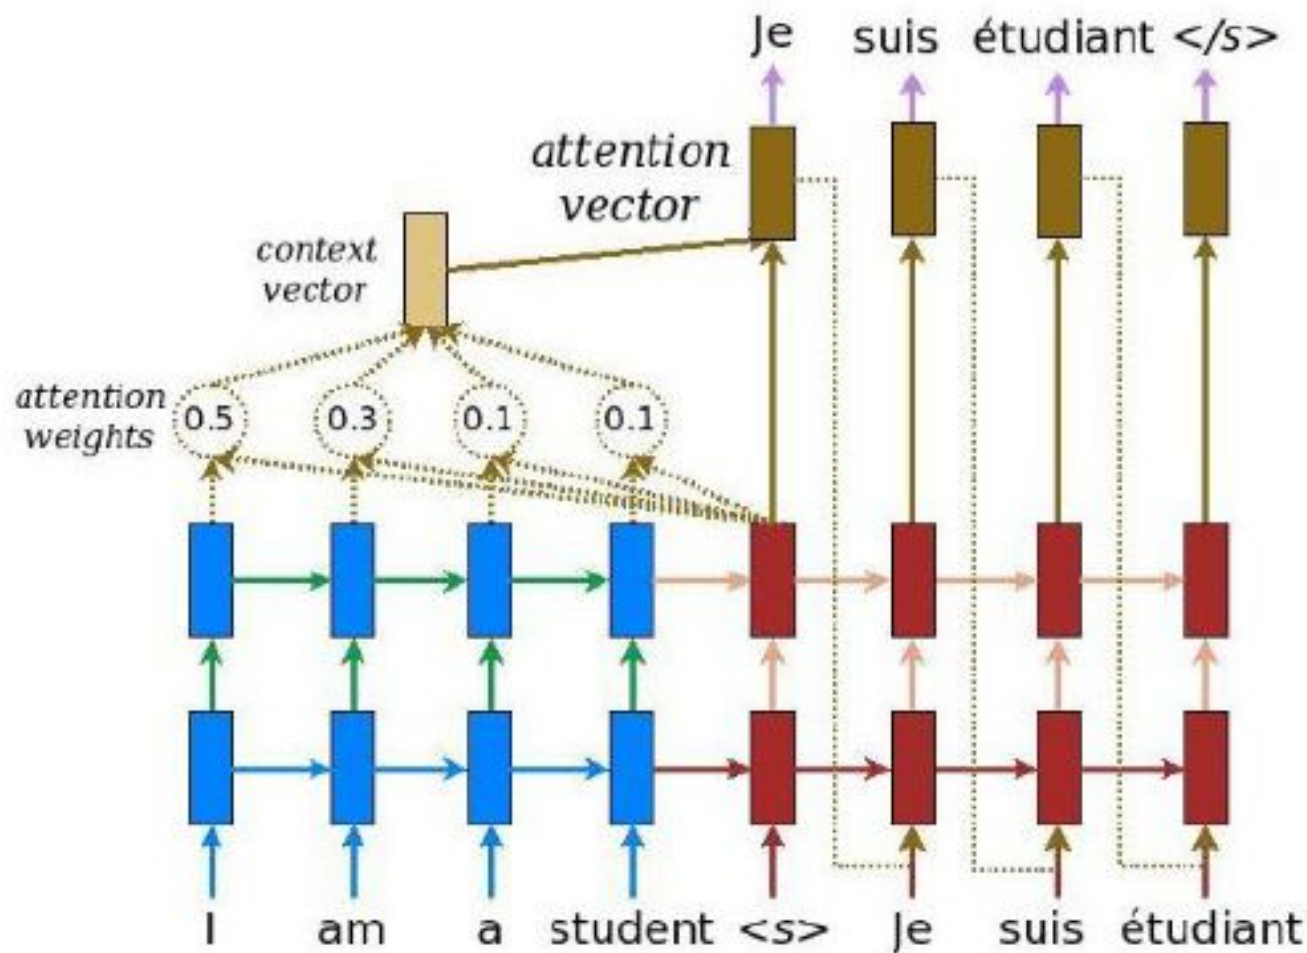 Je suis étudiant </s>
attention
vector
context
vector
attention
weights
0.5 0.3 0.1 0.1
I am a student <s> Je suis étudiant